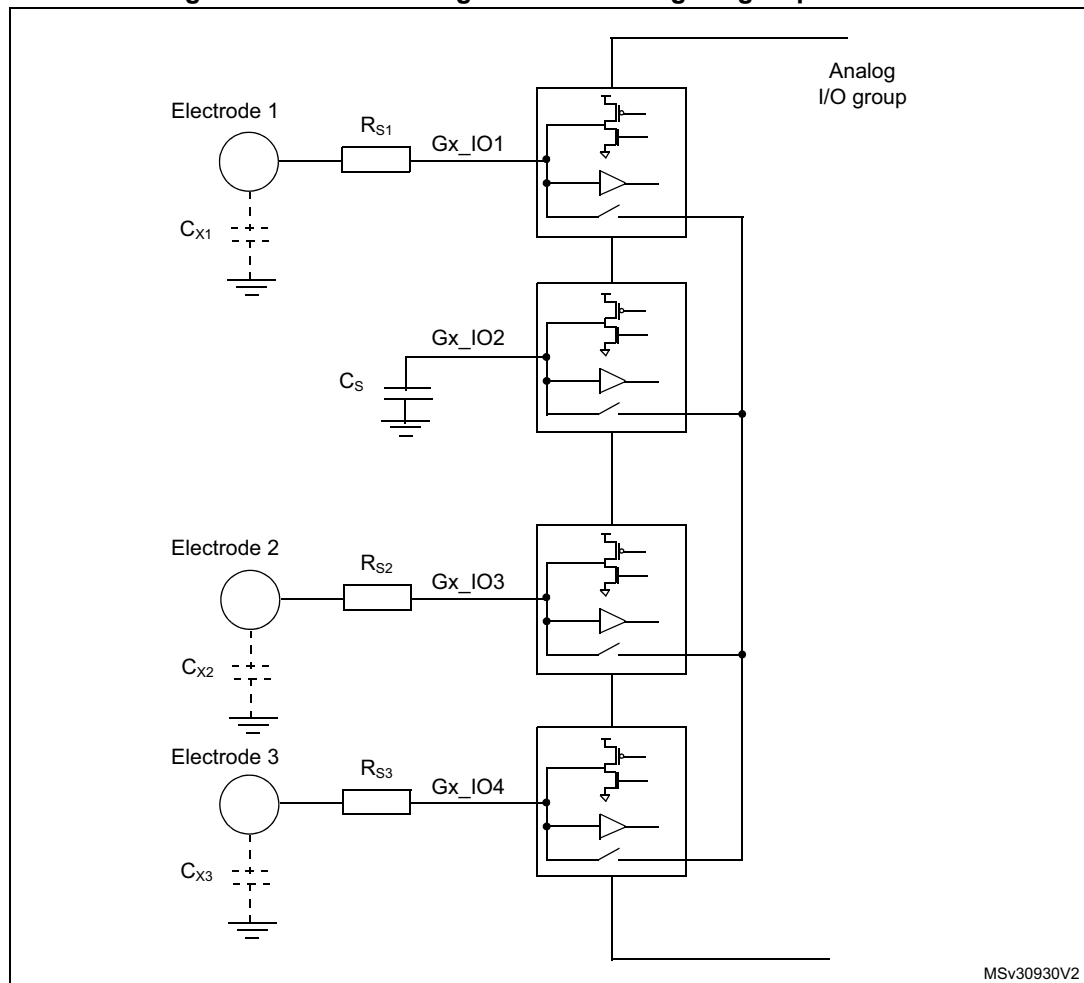 Analog
I/O group
Electrode 1
RS1
Gx_IO1
CX1
Gx_IO2
CS
Electrode 2
RS2
Gx_IO3
CX2
Electrode 3
RS3
Gx_IO4
CX3
MSv30930V2